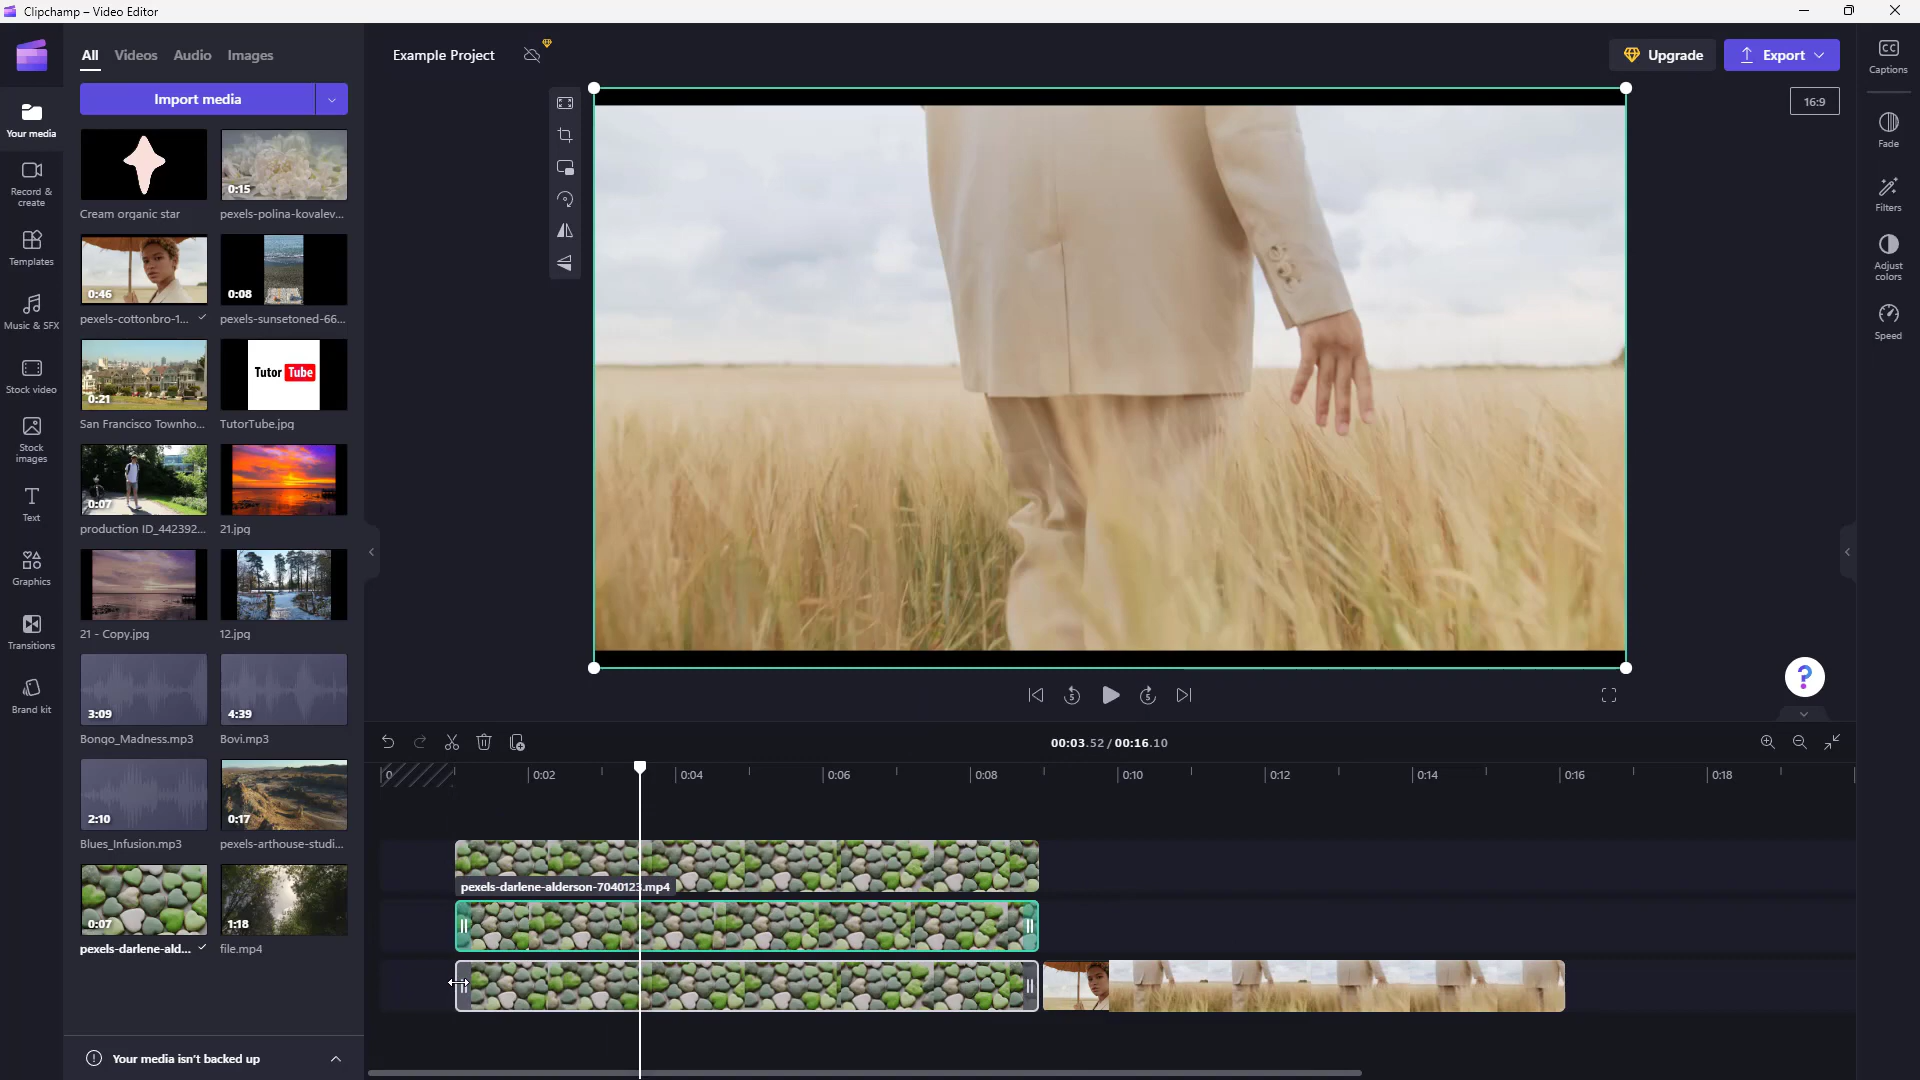 Clipchamp – Video Editor
All Videos Audio Images
Example Project
Upgrade
Export
Captions
Import media
16:9
Your media
Fade
Record &
create
0:15
Cream organic star
pexels-polina-kovalev...
Filters
Templates
Adjust
colors
0:46
0:08
pexels-cottonbro-1...
pexels-sunsetoned-66...
Music & SFX
Speed
Tutor Tube
Stock video
0:21
San Francisco Townho...
TutorTube.jpg
Stock
images
0:07
Text
production ID_442392...
21.jpg
Graphics
21 - Copy.jpg
12.jpg
Transitions
3:09
4:39
Brand kit
Bongo_Madness.mp3
Bovi.mp3
5
5
?
00:03.52 / 00:16.10
0 0:02 0:04 0:06 0:08 0:10 0:12 0:14 0:16 0:18
2:10
0:17
Blues_Infusion.mp3
pexels-arthouse-studi...
pexels-darlene-alderson-7040123.mp4
0:07
1:18
pexels-darlene-ald...
file.mp4
Your media isn't backed up